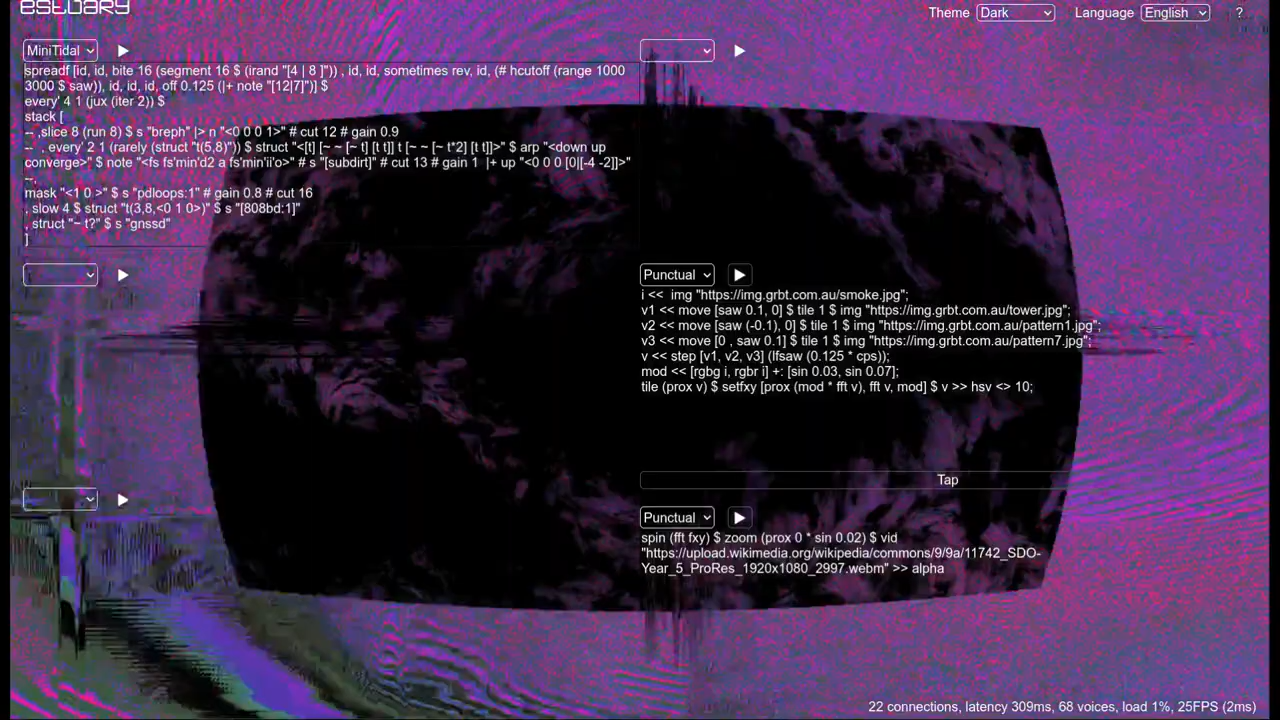 estuary
Theme Dark Language English ?
MiniTidal
spreadf [id, id, bite 16 (segment 16 $ (irand "[4 | 8 ]")) , id, id, sometimes rev, id, (# hcutoff (range 1000
3000 $ saw)), id, id, id, off 0.125 (|+ note "[12|7]")] $
every' 4 1 (jux (iter 2)) $
stack [
-- ,slice 8 (run 8) $ s "breph" |> n "<0 0 0 1>" # cut 12 # gain 0.9
-- , every' 2 1 (rarely (struct "t(5,8)")) $ struct "<[t] [~ ~ [~ t] [t t]] t [~ ~ [~ t*2] [t t]]>" $ arp "<down up
converge>" $ note "<fs fs'min'd2 a fs'min'ii'o>" # s "[subdirt]" # cut 13 # gain 1 |+ up "<0 0 0 [0|[-4 -2]]>"
--,
mask "<1 0 >" $ s "pdloops:1" # gain 0.8 # cut 16
, slow 4 $ struct "t(3,8,<0 1 0>)" $ s "[808bd:1]"
, struct "~ t?" $ s "gnssd"
]
Punctual
i << img "https://img.grbt.com.au/smoke.jpg";
v1 << move [saw 0.1, 0] $ tile 1 $ img "https://img.grbt.com.au/tower.jpg";
v2 << move [saw (-0.1), 0] $ tile 1 $ img "https://img.grbt.com.au/pattern1.jpg";
v3 << move [0 , saw 0.1] $ tile 1 $ img "https://img.grbt.com.au/pattern7.jpg";
v << step [v1, v2, v3] (lfsaw (0.125 * cps));
mod << [rgbg i, rgbr i] +: [sin 0.03, sin 0.07];
tile (prox v) $ setfxy [prox (mod * fft v), fft v, mod] $ v >> hsv <> 10;
Tap
Punctual
spin (fft fxy) $ zoom (prox 0 * sin 0.02) $ vid
"https://upload.wikimedia.org/wikipedia/commons/9/9a/11742_SDO-
Year_5_ProRes_1920x1080_2997.webm" >> alpha
22 connections, latency 309ms, 68 voices, load 1%, 25FPS (2ms)